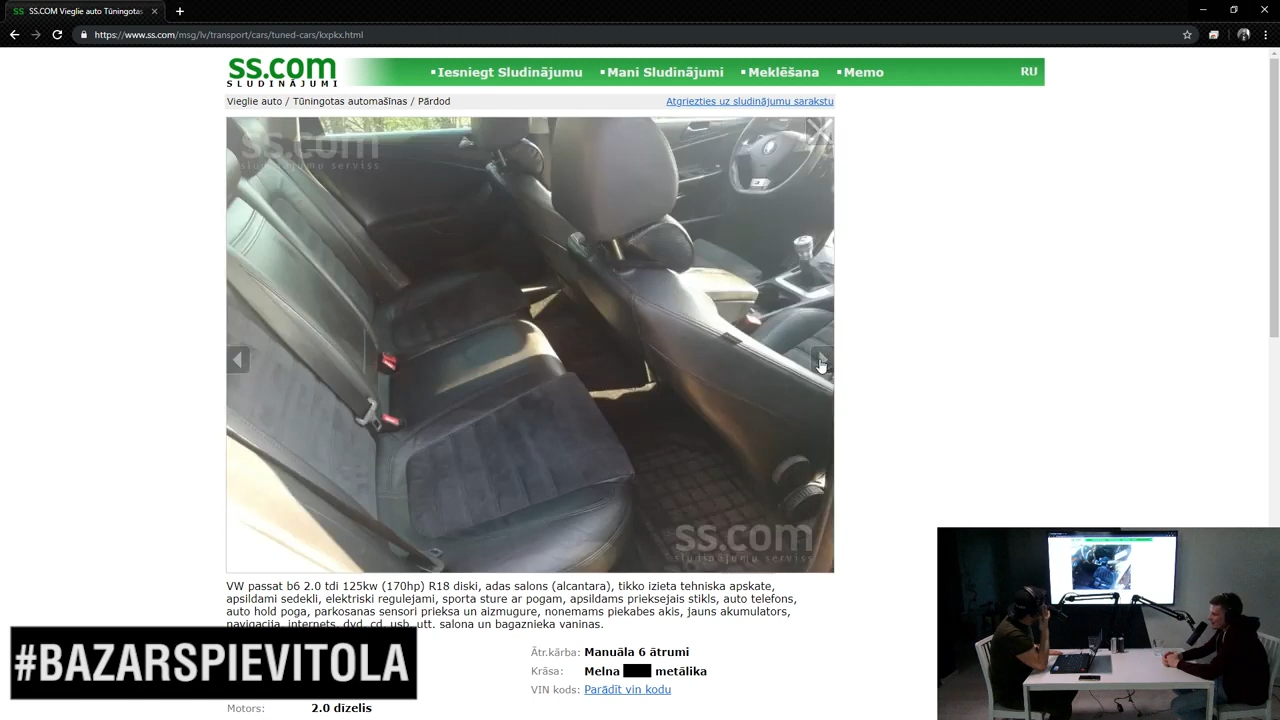 SS.COM Vieglie auto Tūningotas
https://www.ss.com/msg/lv/transport/cars/tuned-cars/kxpkx.html
ss.com
SLUDINĀJUMI
Iesniegt Sludinājumu
Mani Sludinājumi
Meklēšana
Memo
RU
Vieglie auto / Tūningotas automašīnas / Pārdod
Atgriezties uz sludinājumu sarakstu
ss.com
sludinājumu serviss
ss.com
sludinājumu serviss
VW passat b6 2.0 tdi 125kw (170hp) R18 diski, adas salons (alcantara), tikko izieta tehniska apskate,
apsildami sedekli, elektriski regulejami, sporta sture ar pogam, apsildams prieksejais stikls, auto telefons,
auto hold poga, parkosanas sensori prieksa un aizmugure, nonemams piekabes akis, jauns akumulators,
navigacija, internets, dvd, cd, usb, utt. salona un bagaznieka vaninas.
#BAZARSPIEVITOLA
Ātr.kārba: Manuāla 6 ātrumi
Krāsa: Melna metālika
VIN kods: Parādīt vin kodu
Motors: 2.0 dīzelis